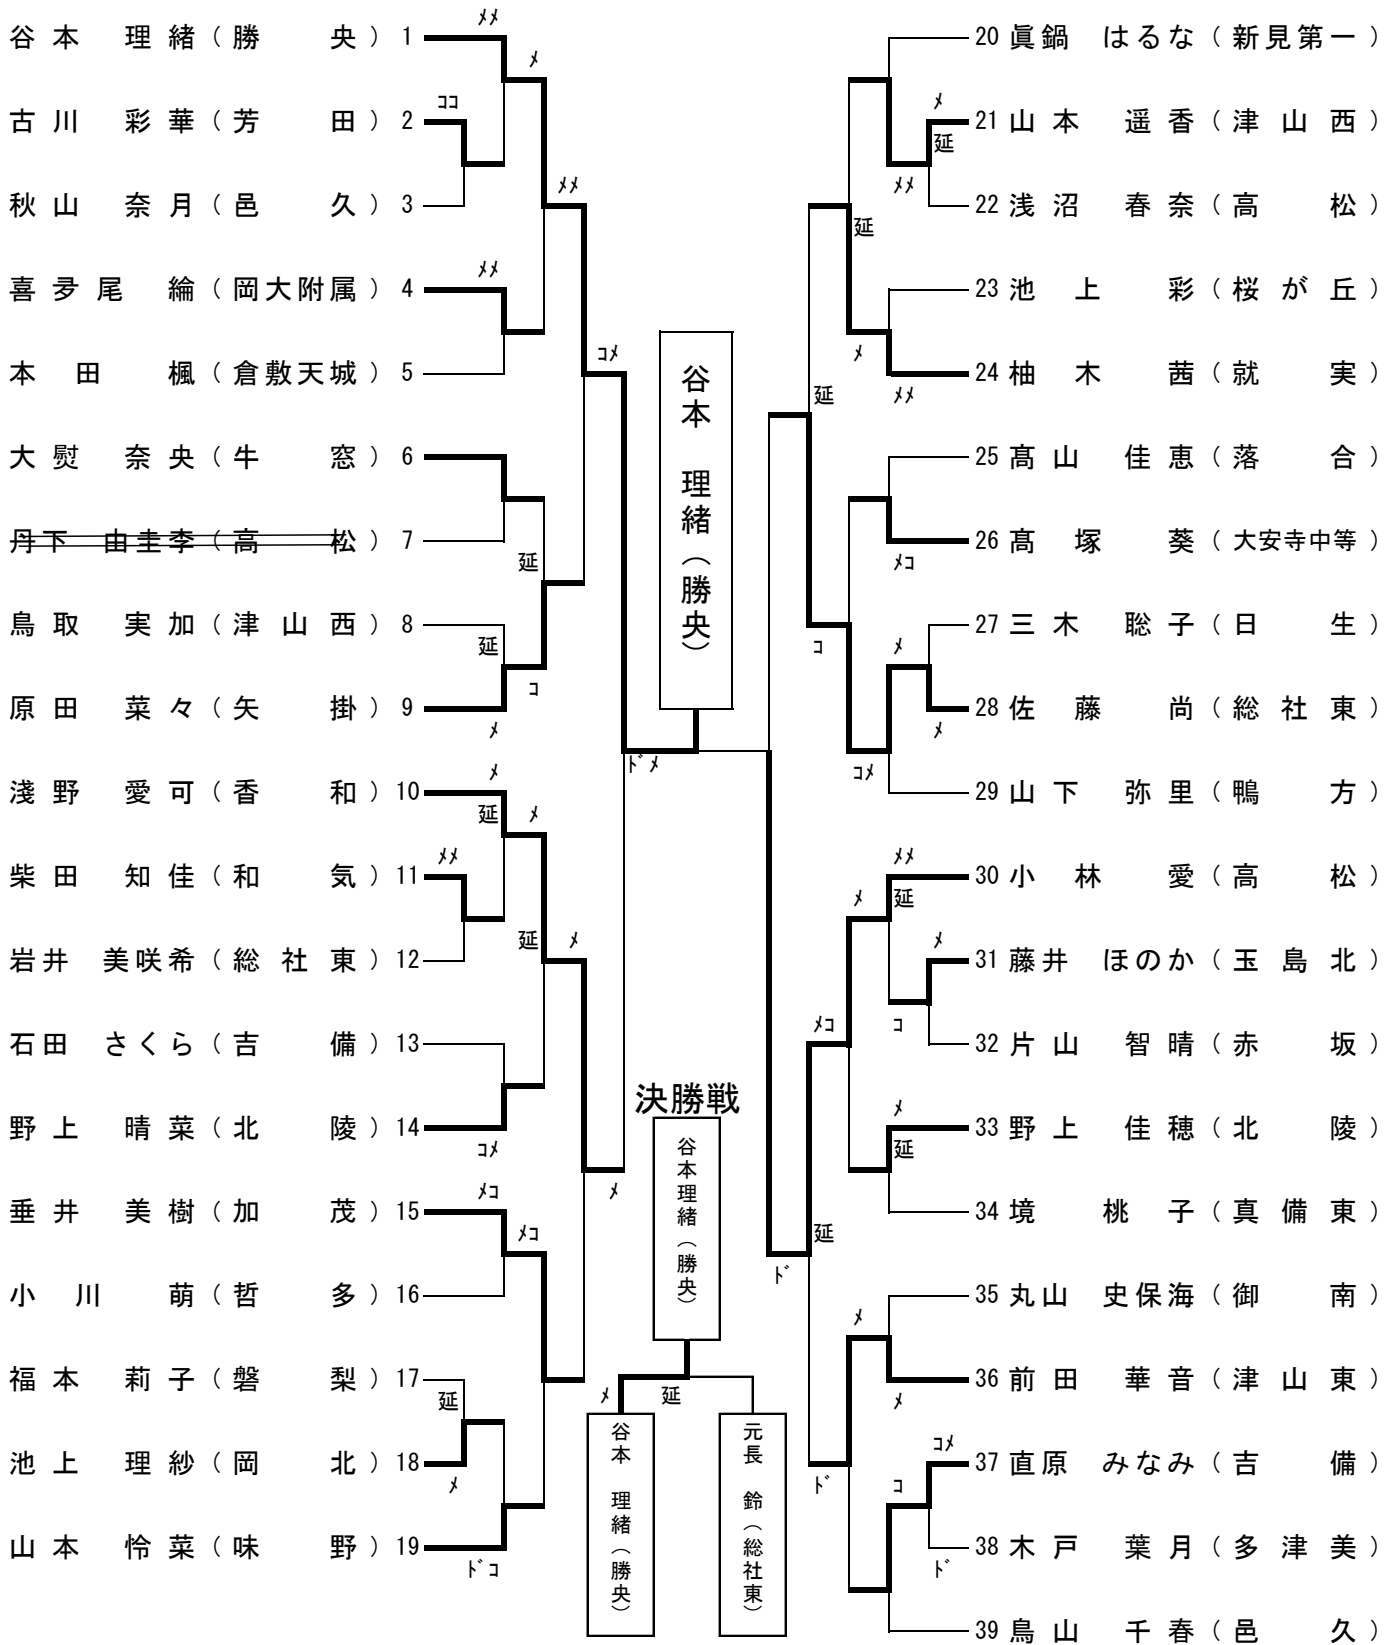 谷本 理緒（勝 央）1
古川 彩華（芳 田）2
秋山 奈月（邑 久）3
喜多尾 綸（岡大附属）4
本田 楓（倉敷天城）5
大熨 奈央（牛 窓）6
丹下 由圭李（高 松）7
鳥取 実加（津山西）8
原田 菜々（矢 掛）9
淺野 愛可（香 和）10
柴田 知佳（和 気）11
岩井 美咲希（総社東）12
石田 さくら（吉 備）13
野上 晴菜（北 陵）14
垂井 美樹（加 茂）15
小川 萌（哲 多）16
福本 莉子（磐 梨）17
池上 理紗（岡 北）18
山本 怜菜（味 野）19
ﾒﾒ
ﾒ
ｺｺ
ﾒﾒ
ﾒﾒ
ｺﾒ
延
延
ｺ
ﾒ
ﾒ
延
ﾒ
ﾒﾒ
延
ﾒ
ｺﾒ
ﾒ
ﾒｺ
ﾒｺ
延
ﾒ
ﾄﾞｺ
谷本 理緒（勝央）
ﾄﾞﾒ
決勝戦
谷本理緒（勝央）
ﾒ
延
谷本 理緒（勝央）
元長 鈴（総社東）
ﾒ
延
ﾒﾒ
延
ﾒ
ﾒﾒ
延
ﾒｺ
ｺ
ﾒ
ﾒ
ｺﾒ
ﾒﾒ
延
ﾒ
ﾒ
ｺ
ﾒｺ
ﾒ
延
延
ﾄﾞ
ﾒ
ﾒ
ｺﾒ
ｺ
ﾄﾞ
ﾄﾞ
20 眞鍋 はるな（新見第一）
21 山本 遥香（津山西）
22 浅沼 春奈（高 松）
23 池上 彩（桜が丘）
24 柚木 茜（就 実）
25 髙山 佳恵（落 合）
26 髙塚 葵（大安寺中等）
27 三木 聡子（日 生）
28 佐藤 尚（総社東）
29 山下 弥里（鴨 方）
30 小林 愛（高 松）
31 藤井 ほのか（玉島北）
32 片山 智晴（赤 坂）
33 野上 佳穂（北 陵）
34 境 桃子（真備東）
35 丸山 史保海（御 南）
36 前田 華音（津山東）
37 直原 みなみ（吉 備）
38 木戸 葉月（多津美）
39 鳥山 千春（邑 久）